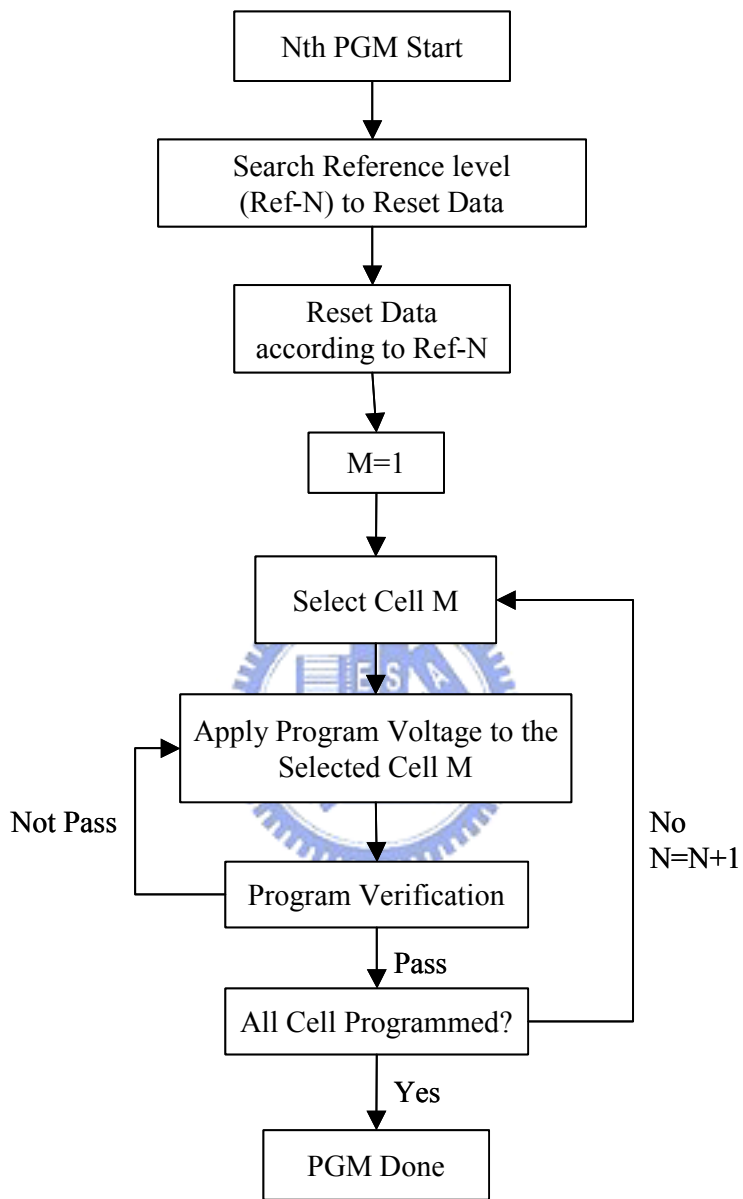 Nth PGM Start
Search Reference level
(Ref-N) to Reset Data
Reset Data
according to Ref-N
M=1
Select Cell M
E S A
Apply Program Voltage to the
Selected Cell M
Not Pass
No
N=N+1
Program Verification
Pass
All Cell Programmed?
Yes
PGM Done